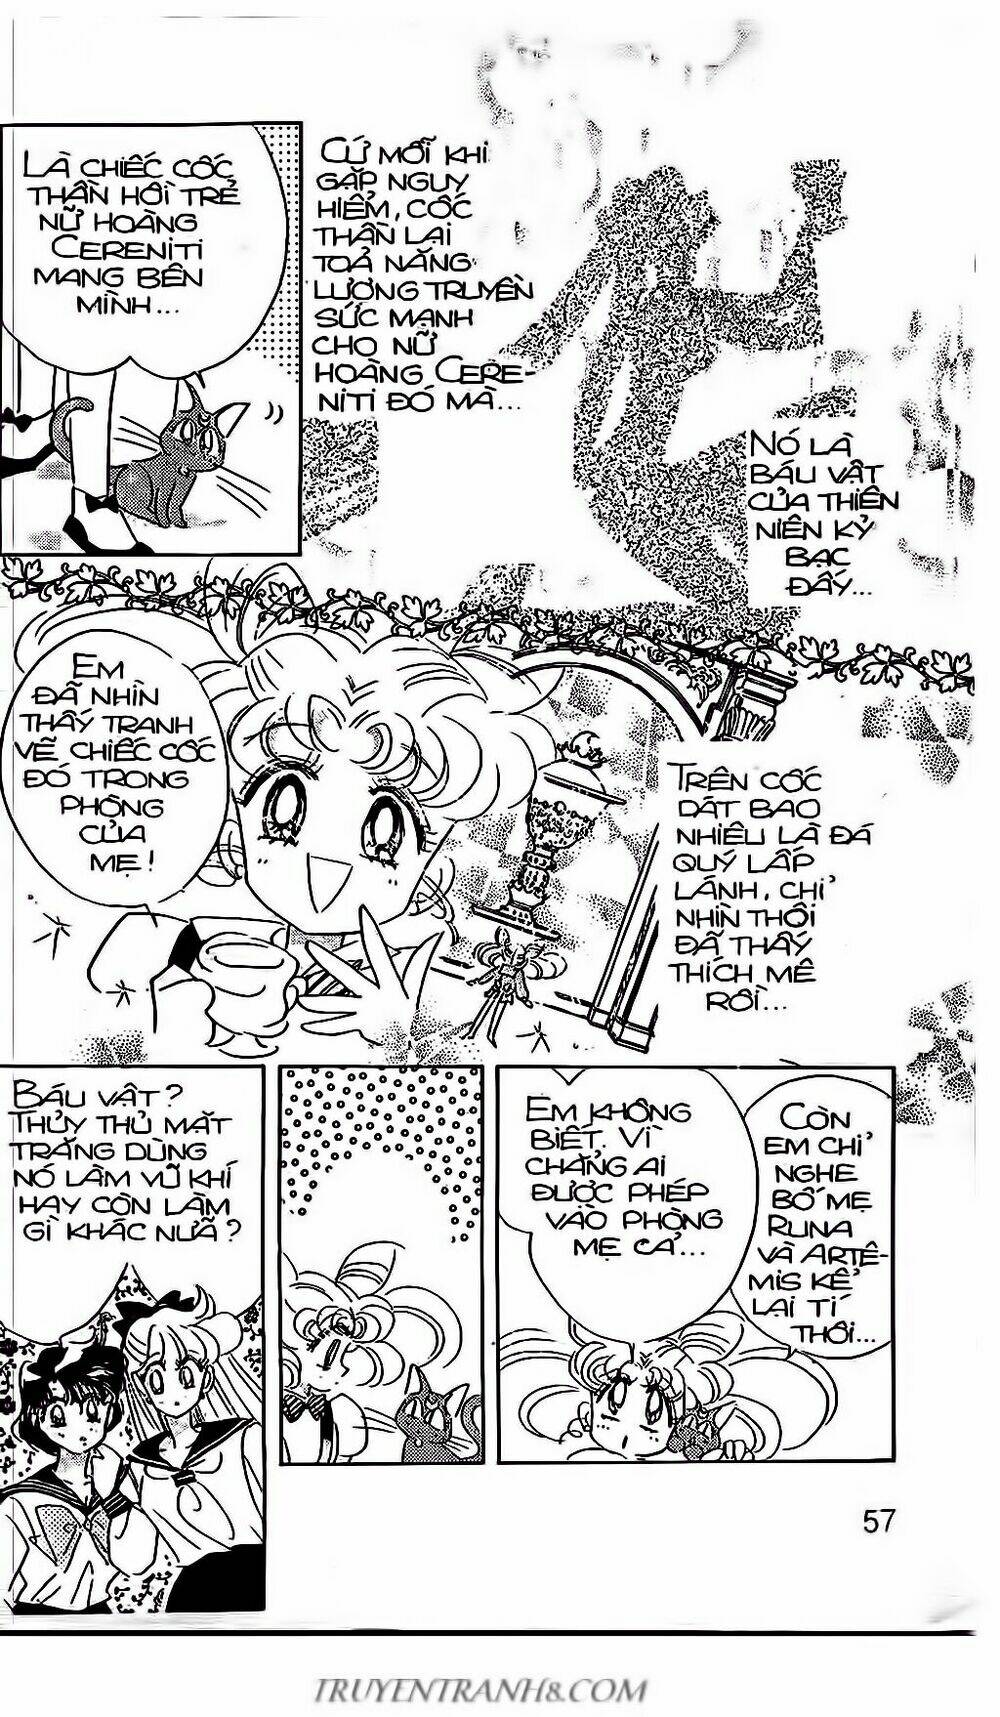 LÀ CHIẾC CỐC
THẦN HỒI TRẺ
NỮ HOÀNG
CERENITI
MANG BÊN
MÌNH...
CỨ MỖI KHI
GẶP NGUY
HIỂM, CỐC
THẦN LẠI
TOẢ NĂNG
LƯỢNG TRUYỀN
SỨC MẠNH
CHO NỮ
HOÀNG CERE-
NITI ĐÓ MÀ...
NÓ LÀ
BÁU VẬT
CỦA THIÊN
NIÊN KỶ
BẠC
ĐẤY...
EM
ĐÃ NHÌN
THẤY TRANH
VẼ CHIẾC CỐC
ĐÓ TRONG
PHÒNG
CỦA
MẸ!
TRÊN CỐC
DÁT BAO
NHIÊU LÀ ĐÁ
QUÝ LẤP
LÁNH, CHỈ
NHÌN THÔI
ĐÃ THẤY
THÍCH MÊ
RỒI...
BÁU VẬT?
THỦY THỦ MẶT
TRĂNG DÙNG
NÓ LÀM VŨ KHÍ
HAY CÒN LÀM
GÌ KHÁC NƯÃ?
EM KHÔNG
BIẾT. VÌ
CHẲNG AI
ĐƯỢC PHÉP
VÀO PHÒNG
MẸ CẢ...
CÒN
EM CHỈ
NGHE
BỐ MẸ
RUNA
VÀ ARTÊ-
MIS KỂ
LẠI TÍ
THÔI...
57
TRUYENTRANH8.COM